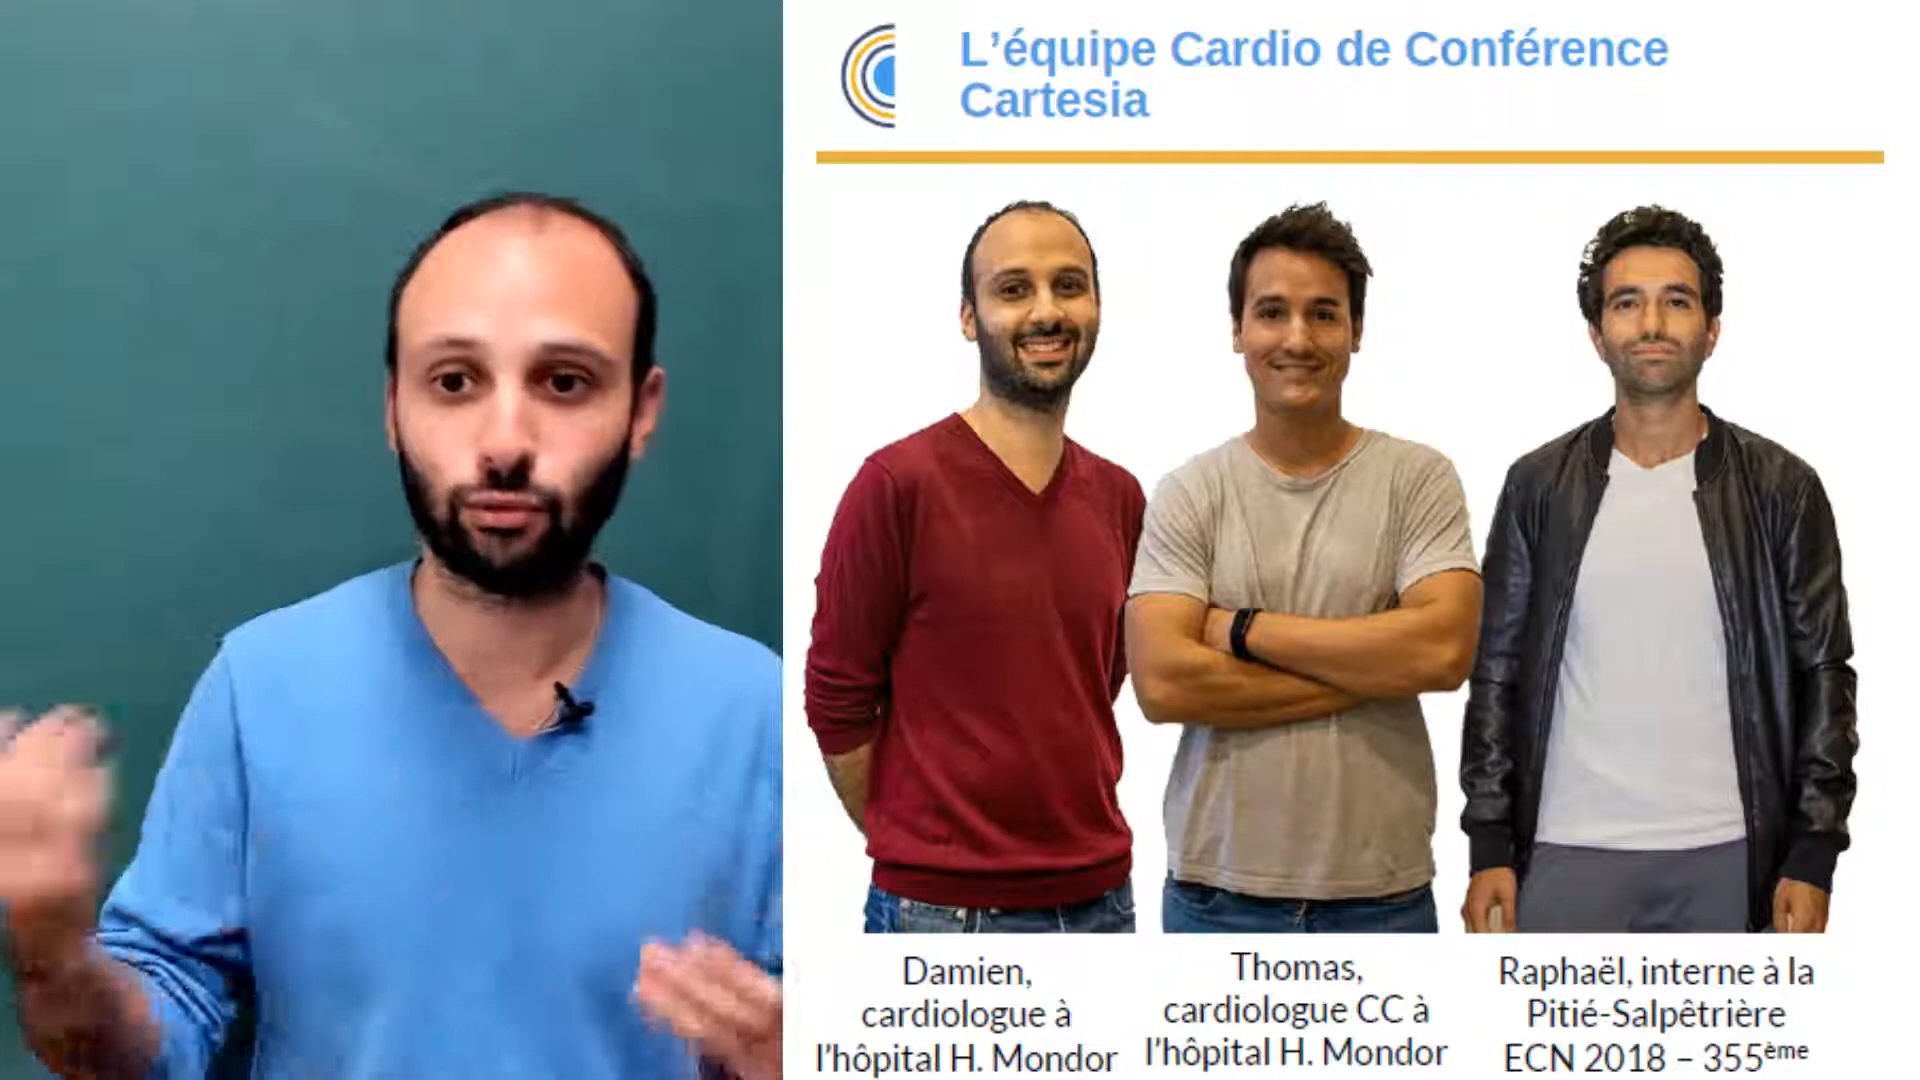 L'équipe Cardio de Conférence
Cartesia
Damien,
cardiologue à
l'hôpital H. Mondor
Thomas,
cardiologue CC à
l'hôpital H. Mondor
Raphaël, interne à la
Pitié-Salpêtrière
ECN 2018 – 355ème